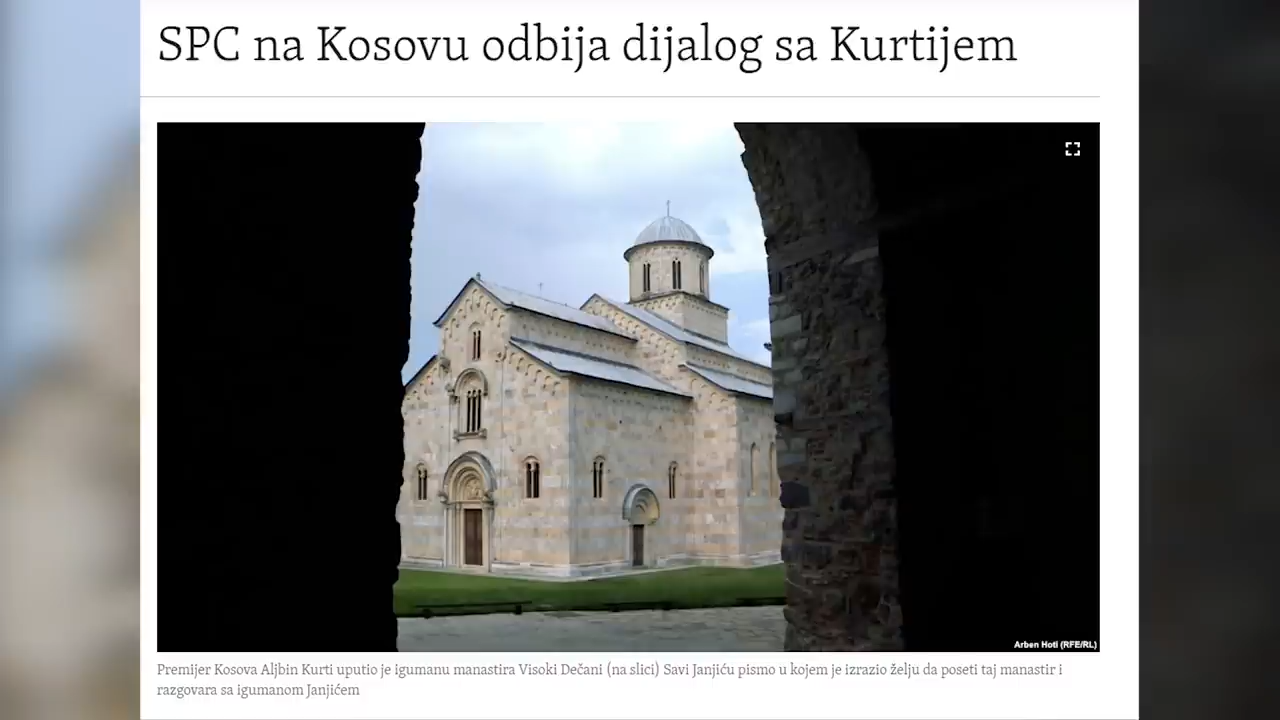 SPC na Kosovu odbija dijalog sa Kurtijem
Arben Hoti (RFE/RL)
Premijer Kosova Aljbin Kurti uputio je igumanu manastira Visoki Dečani (na slici) Savi Janjiću pismo u kojem je izrazio želju da poseti taj manastir i
razgovara sa igumanom Janjićem